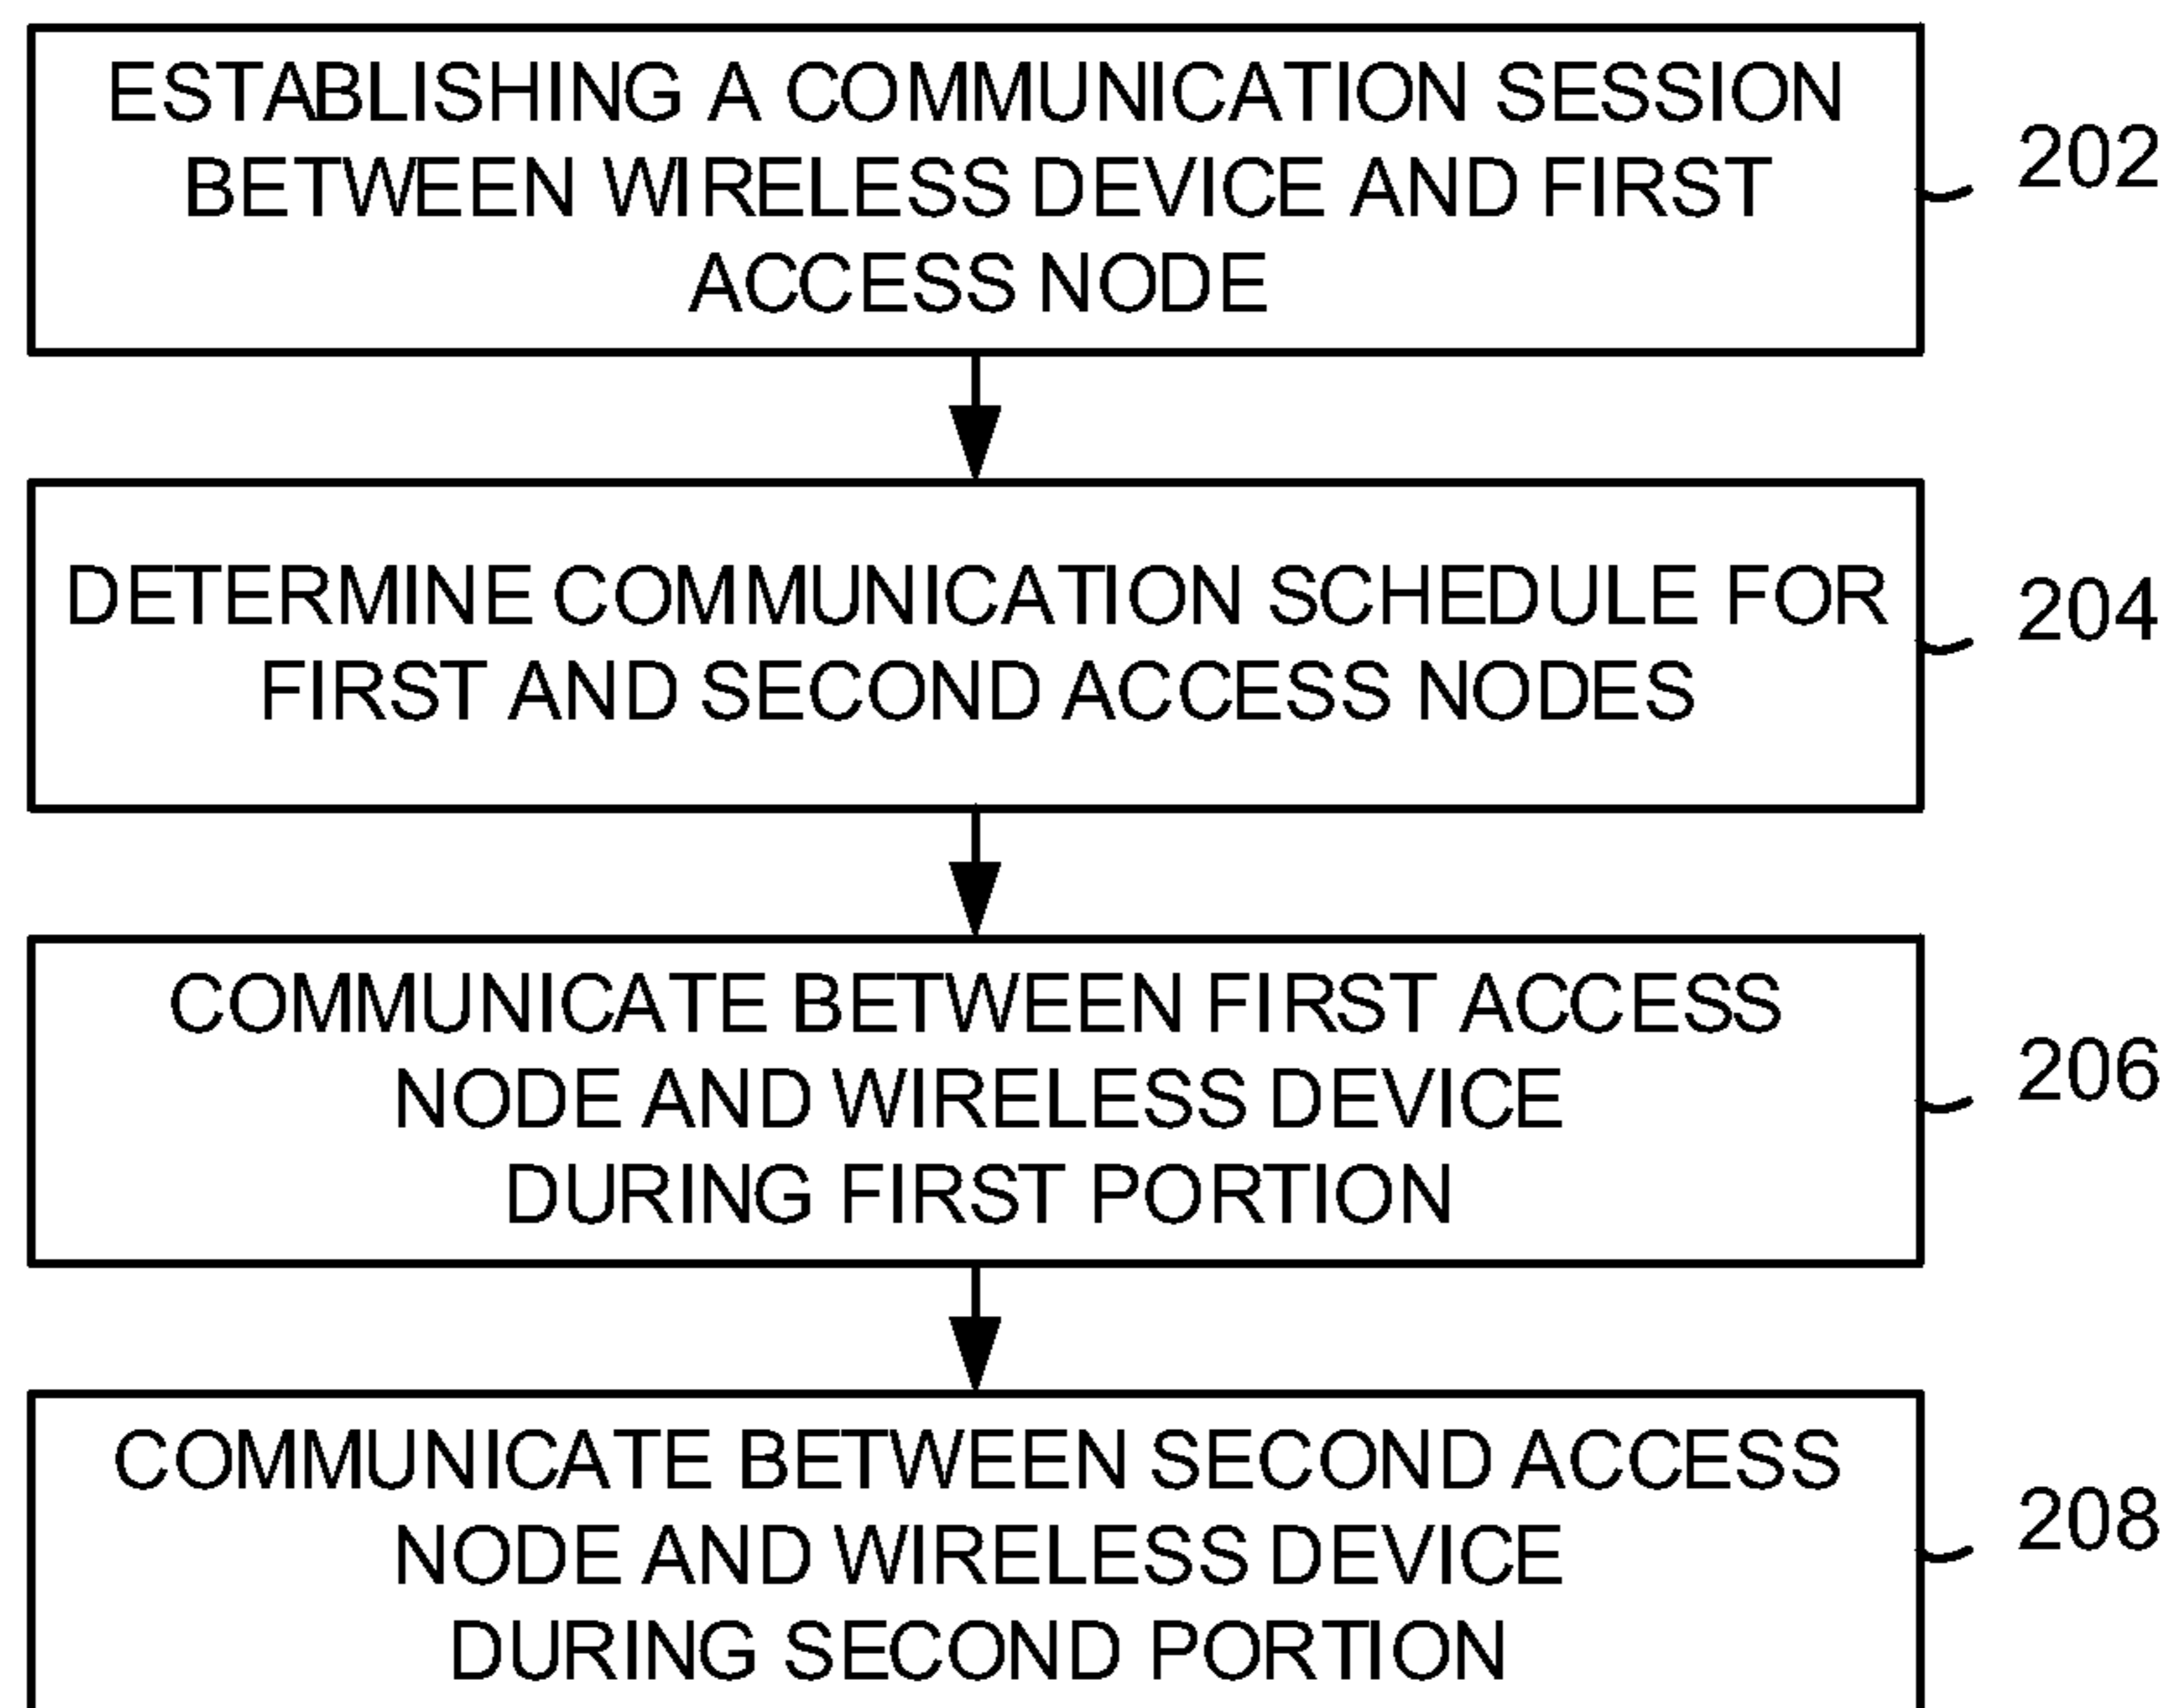 ESTABLISHING A COMMUNICATION SESSION
BETWEEN WIRELESS DEVICE AND FIRST
ACCESS NODE
202
DETERMINE COMMUNICATION SCHEDULE FOR
FIRST AND SECOND ACCESS NODES
204
COMMUNICATE BETWEEN FIRST ACCESS
NODE AND WIRELESS DEVICE
DURING FIRST PORTION
206
COMMUNICATE BETWEEN SECOND ACCESS
NODE AND WIRELESS DEVICE
DURING SECOND PORTION
208